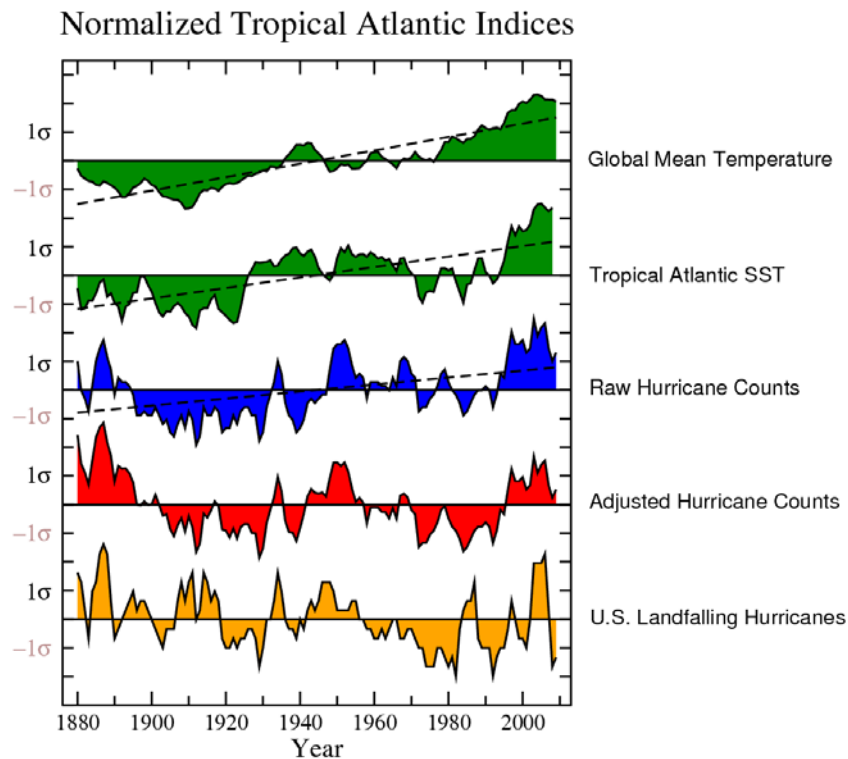 Normalized Tropical Atlantic Indices
1σ
Global Mean Temperature
−1σ
1σ
Tropical Atlantic SST
−1σ
1σ
Raw Hurricane Counts
−1σ
1σ
Adjusted Hurricane Counts
−1σ
1σ
U.S. Landfalling Hurricanes
−1σ
1880 1900 1920 1940 1960 1980 2000
Year